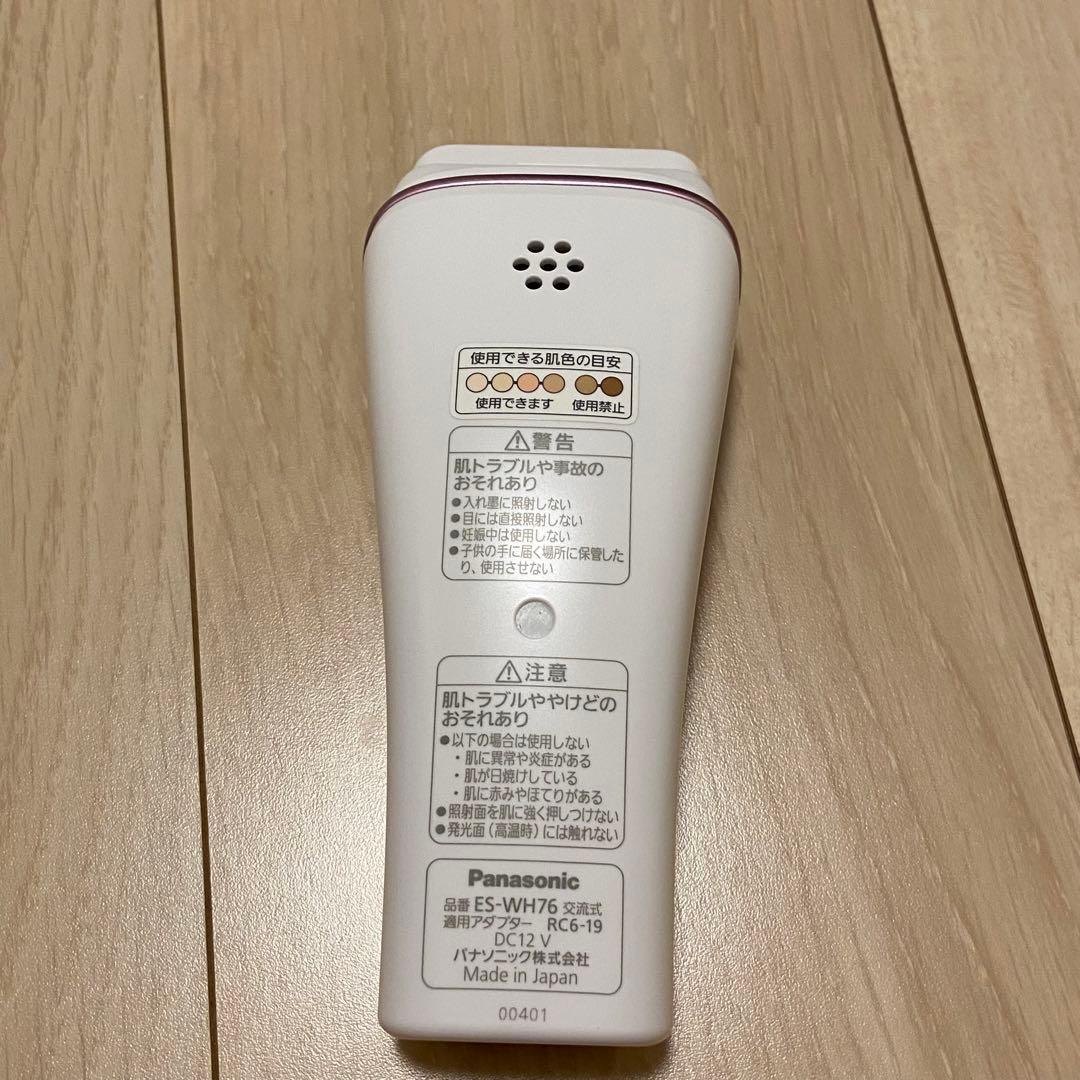 使用できる肌色の目安
使用できます 使用禁止
⚠警告
肌トラブルや事故の
おそれあり
●入れ墨に照射しない
●目には直接照射しない
●妊娠中は使用しない
●子供の手に届く場所に保管した
り、使用させない
⚠注意
肌トラブルややけどの
おそれあり
●以下の場合は使用しない
・肌に異常や炎症がある
・肌が日焼けしている
・肌に赤みやほてりがある
●照射面を肌に強く押しつけない
●発光面(高温時)には触れない
Panasonic
品番 ES-WH76 交流式
適用アダプター RC6-19
DC12 V
パナソニック株式会社
Made in Japan
00401